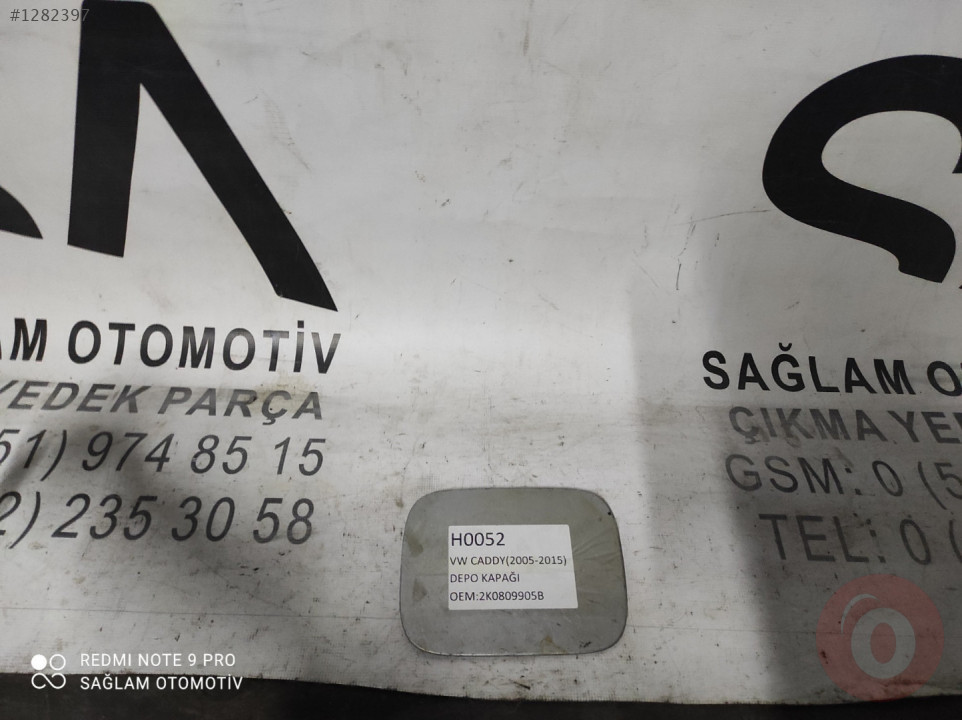 #1282397
AM OTOMOTİV
YEDEK PARÇA
51) 974 85 15
2) 235 30 58
SAĞLAM O
ÇIKMA YE
GSM: 0 (5
TEL: 0 (
H0052
VW CADDY(2005-2015)
DEPO KAPAĞI
OEM:2K0809905B
REDMI NOTE 9 PRO
SAĞLAM OTOMOTİV